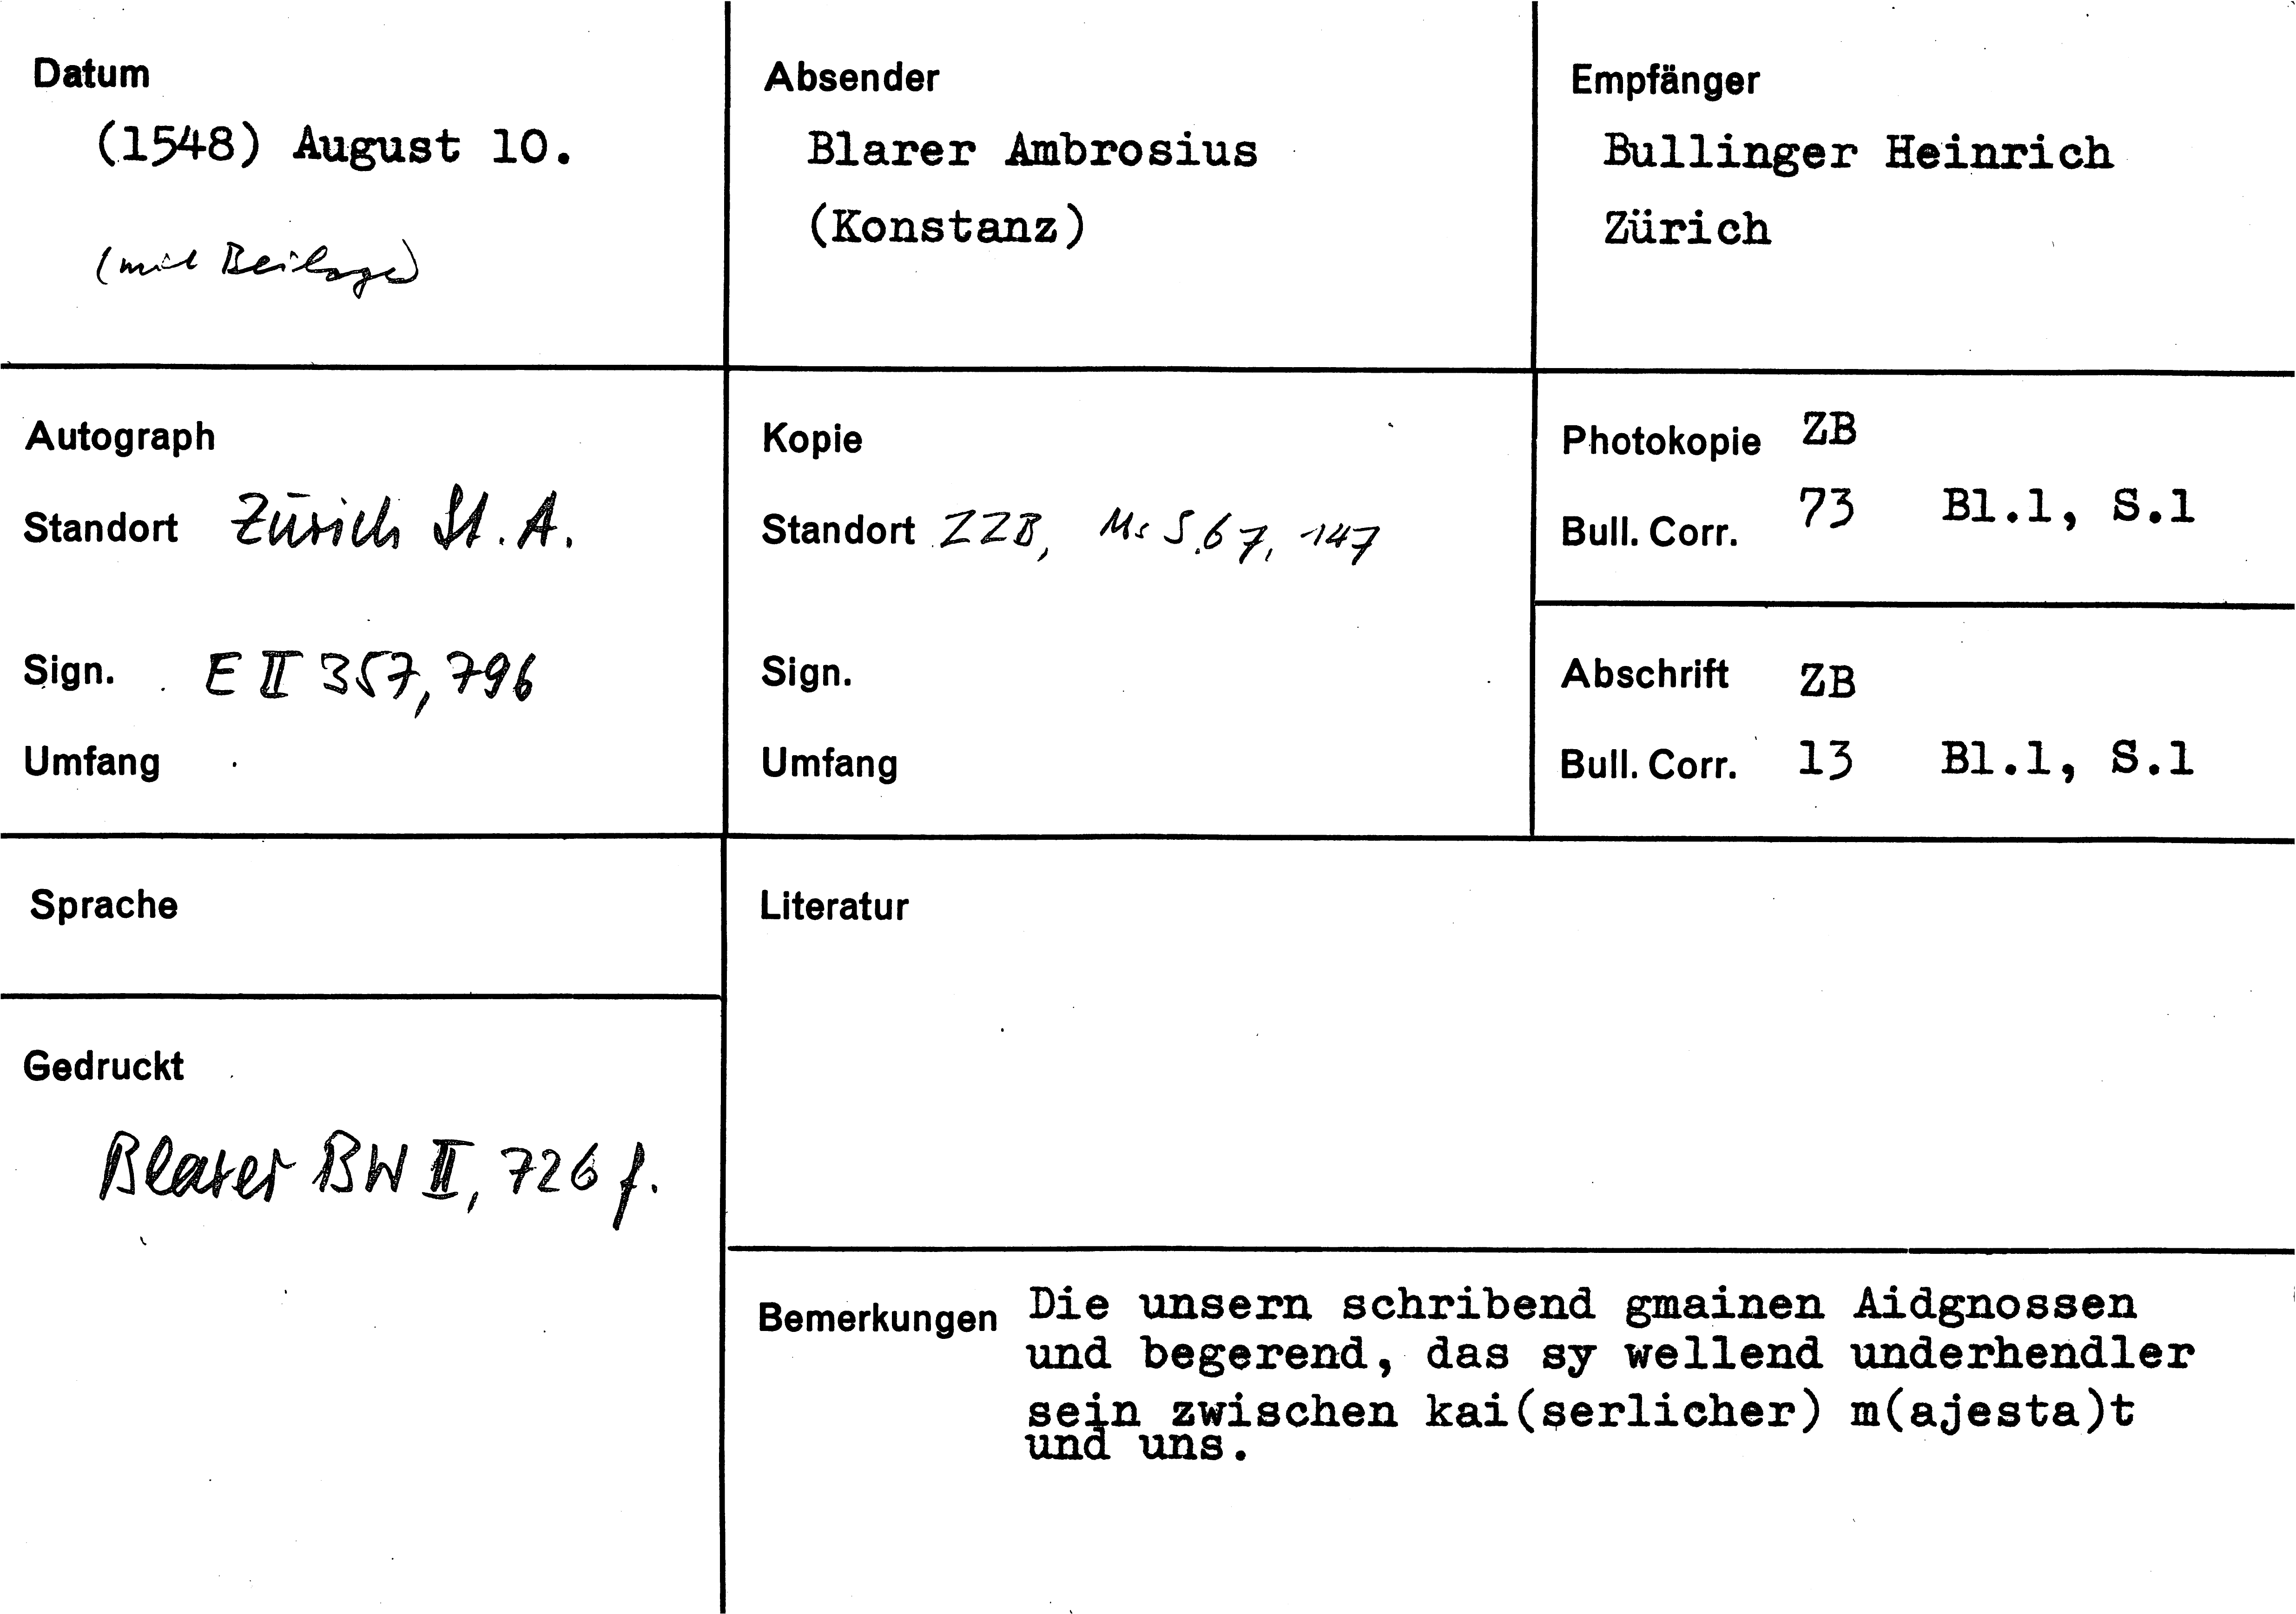 Datum
(1548) August 10.
(mit Beilage)
Absender
Blarer Ambrosius
(Konstanz)
Empfänger
Bullinger Heinrich
Zürich
Autograph
Standort Zürich St. A.
Sign. E II 357, 796
Umfang
Kopie
Standort ZZB, Ms S.67, 147
Sign.
Umfang
Photokopie ZB
Bull. Corr. 73 Bl.1, S.1
Abschrift ZB
Bull. Corr. 13 Bl.1, S.1
Sprache
Gedruckt
Blarer BW II, 726 f.
Literatur
Bemerkungen Die unsern schribend gmainen Aidgnossen
und begerend, das sy wellend underhendler
sein zwischen kai(serlicher) m(ajesta)t
und uns.